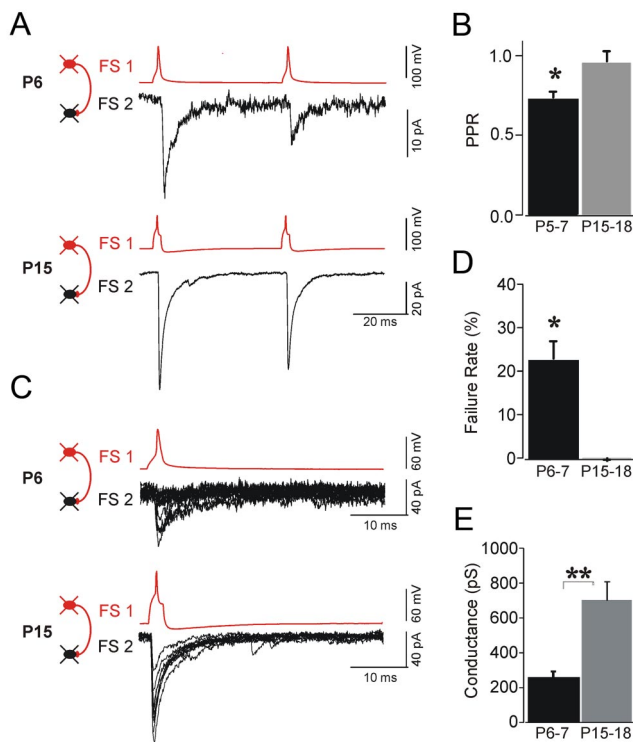 A
P6
FS 1
FS 2
100 mV
10 pA
P15
FS 1
FS 2
100 mV
20 pA
20 ms
B
PPR
1.0
0.5
0.0
*
P5-7
P15-18
C
P6
FS 1
FS 2
60 mV
40 pA
10 ms
P15
FS 1
FS 2
60 mV
40 pA
10 ms
D
Failure Rate (%)
40
30
20
10
0
*
P6-7
P15-18
E
Conductance (pS)
1000
800
600
400
200
0
**
P6-7
P15-18